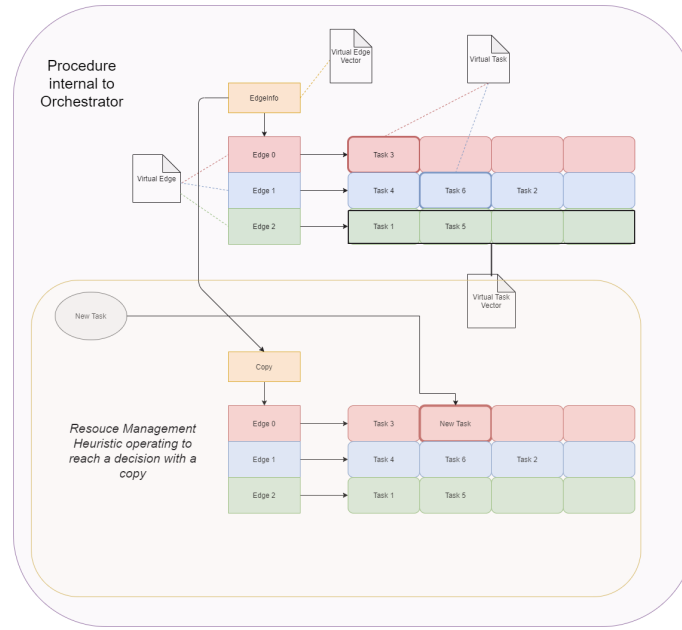 Procedure
internal to
Orchestrator
Virtual Edge
Vector
Virtual Task
EdgeInfo
Virtual Edge
Edge 0
Task 3
Edge 1
Task 4
Task 6
Task 2
Edge 2
Task 1
Task 5
Virtual Task
Vector
New Task
Copy
Resouce Management
Heuristic operating to
reach a decision with a
copy
Edge 0
Task 3
New Task
Edge 1
Task 4
Task 6
Task 2
Edge 2
Task 1
Task 5